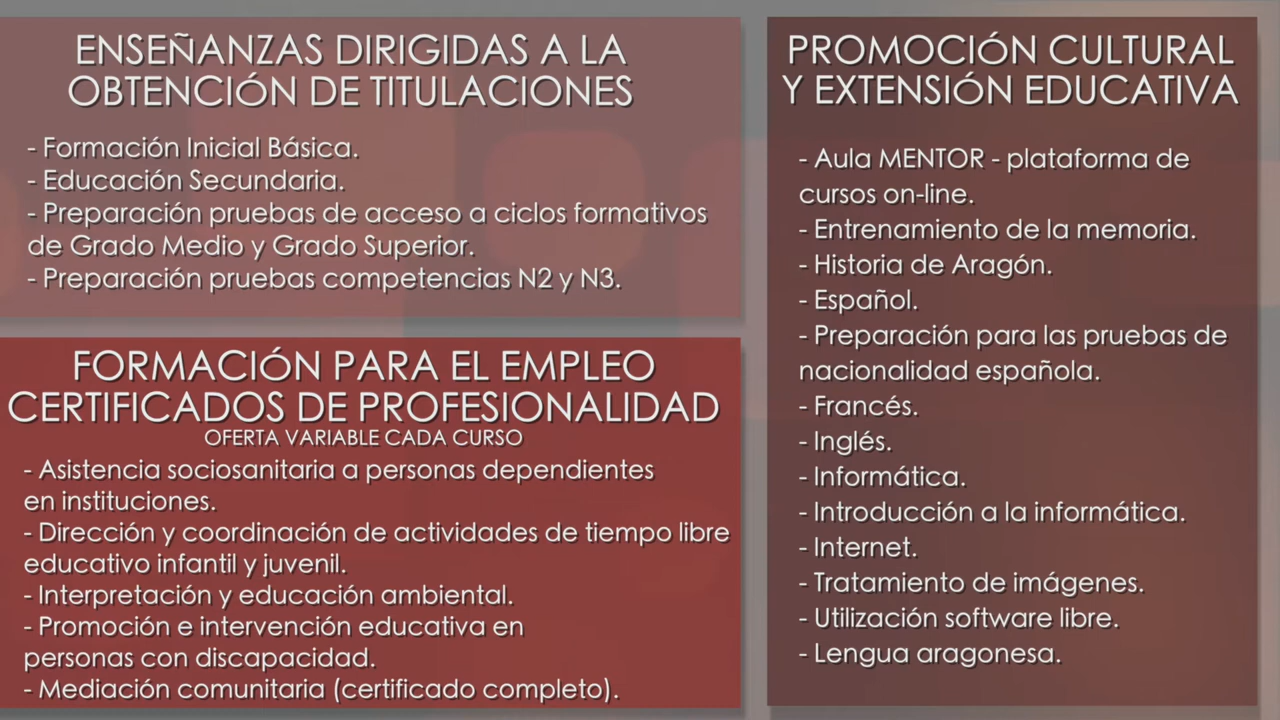 ENSEÑANZAS DIRIGIDAS A LA
OBTENCIÓN DE TITULACIONES
- Formación Inicial Básica.
- Educación Secundaria.
- Preparación pruebas de acceso a ciclos formativos
de Grado Medio y Grado Superior.
- Preparación pruebas competencias N2 y N3.
FORMACIÓN PARA EL EMPLEO
CERTIFICADOS DE PROFESIONALIDAD
OFERTA VARIABLE CADA CURSO
- Asistencia sociosanitaria a personas dependientes
en instituciones.
- Dirección y coordinación de actividades de tiempo libre
educativo infantil y juvenil.
- Interpretación y educación ambiental.
- Promoción e intervención educativa en
personas con discapacidad.
- Mediación comunitaria (certificado completo).
PROMOCIÓN CULTURAL
Y EXTENSIÓN EDUCATIVA
- Aula MENTOR - plataforma de
cursos on-line.
- Entrenamiento de la memoria.
- Historia de Aragón.
- Español.
- Preparación para las pruebas de
nacionalidad española.
- Francés.
- Inglés.
- Informática.
- Introducción a la informática.
- Internet.
- Tratamiento de imágenes.
- Utilización software libre.
- Lengua aragonesa.